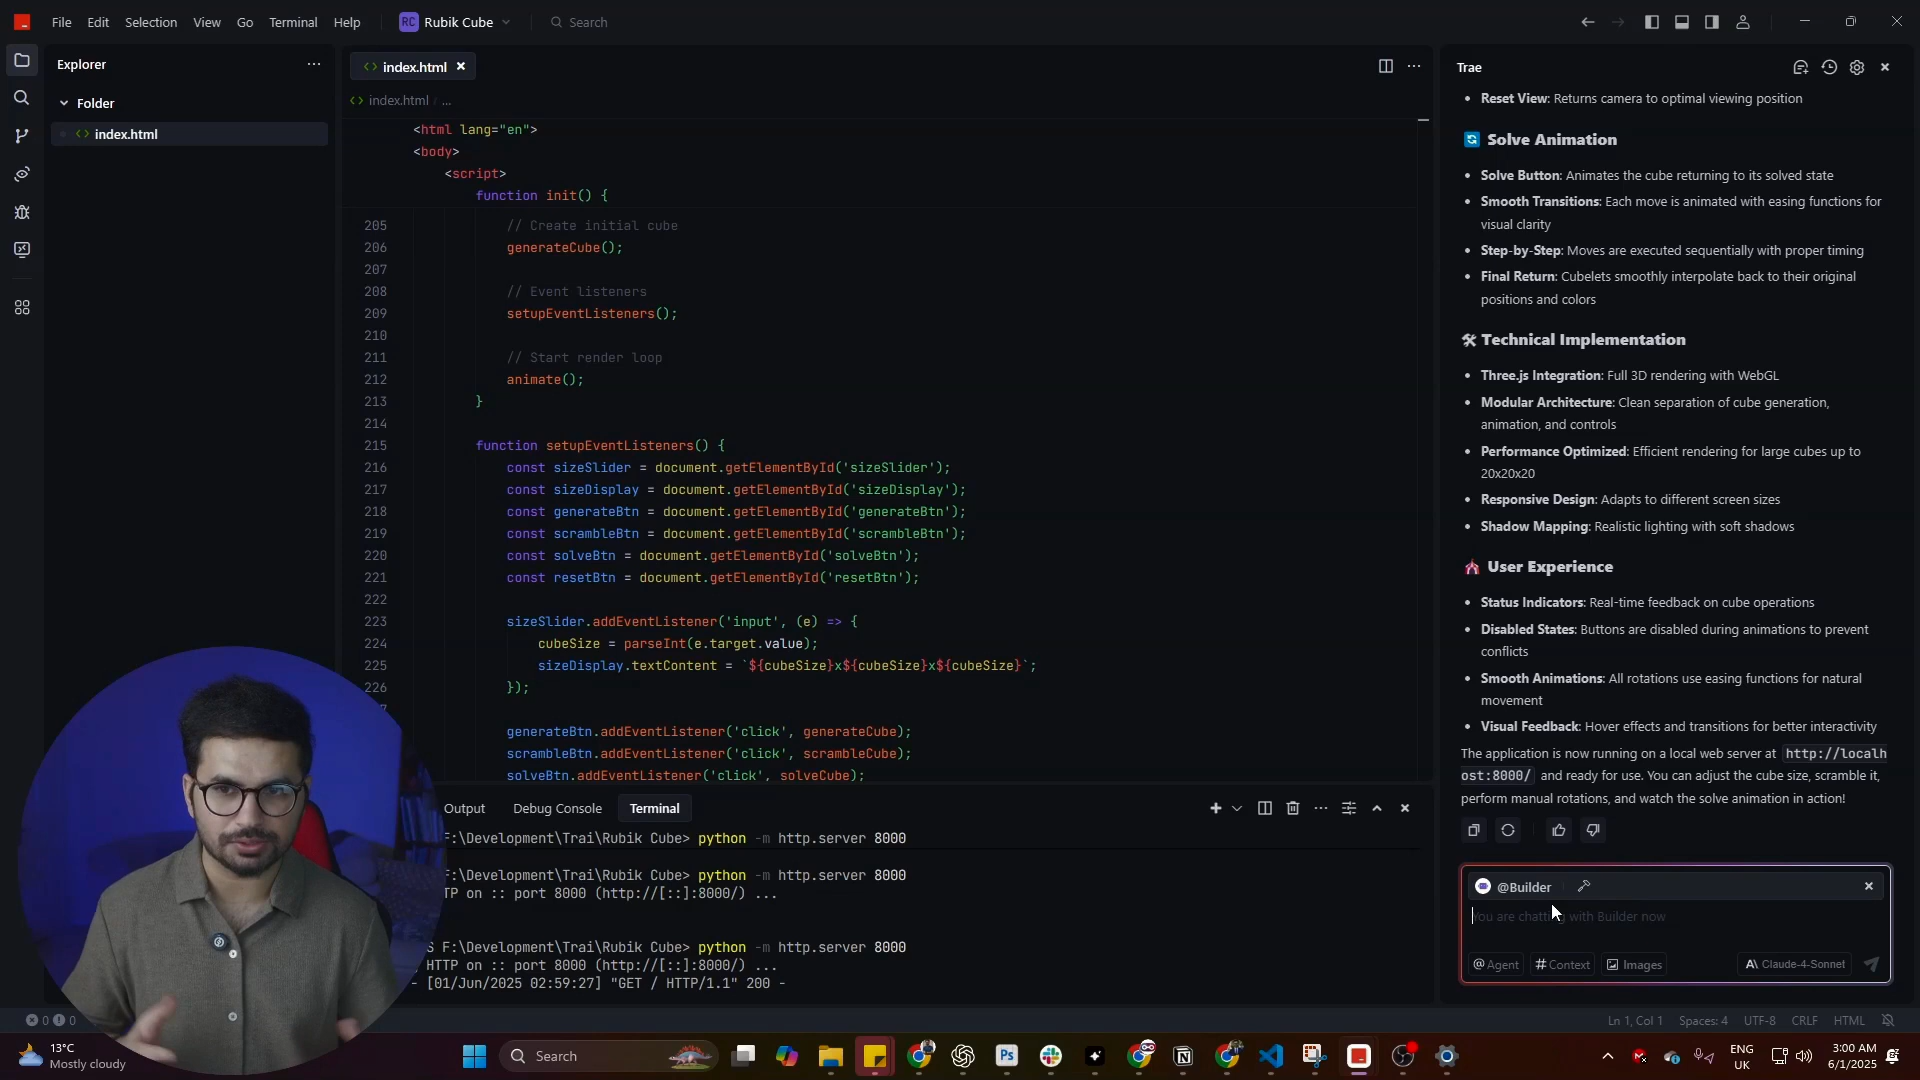 File Edit Selection View Go Terminal Help
RC Rubik Cube
Search
Explorer
Folder
index.html
index.html
index.html / ...
<html lang="en">
<body>
<script>
function init() {
205 // Create initial cube
206 generateCube();
207
208 // Event listeners
209 setupEventListeners();
210
211 // Start render loop
212 animate();
213 }
214
215 function setupEventListeners() {
216 const sizeSlider = document.getElementById('sizeSlider');
217 const sizeDisplay = document.getElementById('sizeDisplay');
218 const generateBtn = document.getElementById('generateBtn');
219 const scrambleBtn = document.getElementById('scrambleBtn');
220 const solveBtn = document.getElementById('solveBtn');
221 const resetBtn = document.getElementById('resetBtn');
222
223 sizeSlider.addEventListener('input', (e) => {
224 cubeSize = parseInt(e.target.value);
225 sizeDisplay.textContent = `${cubeSize}x${cubeSize}x${cubeSize}`;
226 });
generateBtn.addEventListener('click', generateCube);
scrambleBtn.addEventListener('click', scrambleCube);
solveBtn.addEventListener('click', solveCube);
Output Debug Console Terminal
F:\Development\Trai\Rubik Cube> python -m http.server 8000
F:\Development\Trai\Rubik Cube> python -m http.server 8000
TP on :: port 8000 (http://[::]:8000/) ...
S F:\Development\Trai\Rubik Cube> python -m http.server 8000
HTTP on :: port 8000 (http://[::]:8000/) ...
- [01/Jun/2025 02:59:27] "GET / HTTP/1.1" 200 -
Trae
Reset View: Returns camera to optimal viewing position
Solve Animation
Solve Button: Animates the cube returning to its solved state
Smooth Transitions: Each move is animated with easing functions for
visual clarity
Step-by-Step: Moves are executed sequentially with proper timing
Final Return: Cubelets smoothly interpolate back to their original
positions and colors
Technical Implementation
Three.js Integration: Full 3D rendering with WebGL
Modular Architecture: Clean separation of cube generation,
animation, and controls
Performance Optimized: Efficient rendering for large cubes up to
20x20x20
Responsive Design: Adapts to different screen sizes
Shadow Mapping: Realistic lighting with soft shadows
User Experience
Status Indicators: Real-time feedback on cube operations
Disabled States: Buttons are disabled during animations to prevent
conflicts
Smooth Animations: All rotations use easing functions for natural
movement
Visual Feedback: Hover effects and transitions for better interactivity
The application is now running on a local web server at http://localh
ost:8000/ and ready for use. You can adjust the cube size, scramble it,
perform manual rotations, and watch the solve animation in action!
@Builder
You are chatting with Builder now
@Agent #Context Images Claude-4-Sonnet
0 0
Ln 1, Col 1 Spaces: 4 UTF-8 CRLF HTML
13°C
Mostly cloudy
Search
Ps
ENG
UK
3:00 AM
6/1/2025